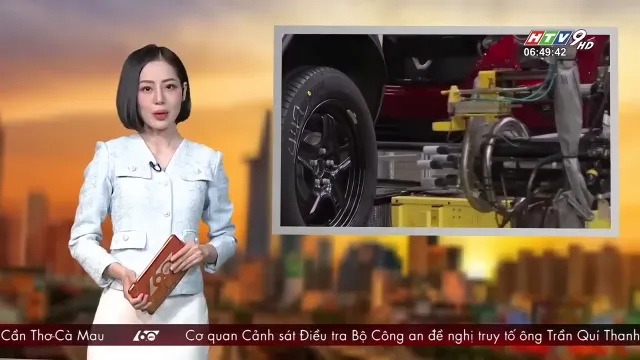 HTV9 HD
06:49:42
Cần Thơ-Cà Mau 60 Cơ quan Cảnh sát Điều tra Bộ Công an đề nghị truy tố ông Trần Quí Thanh